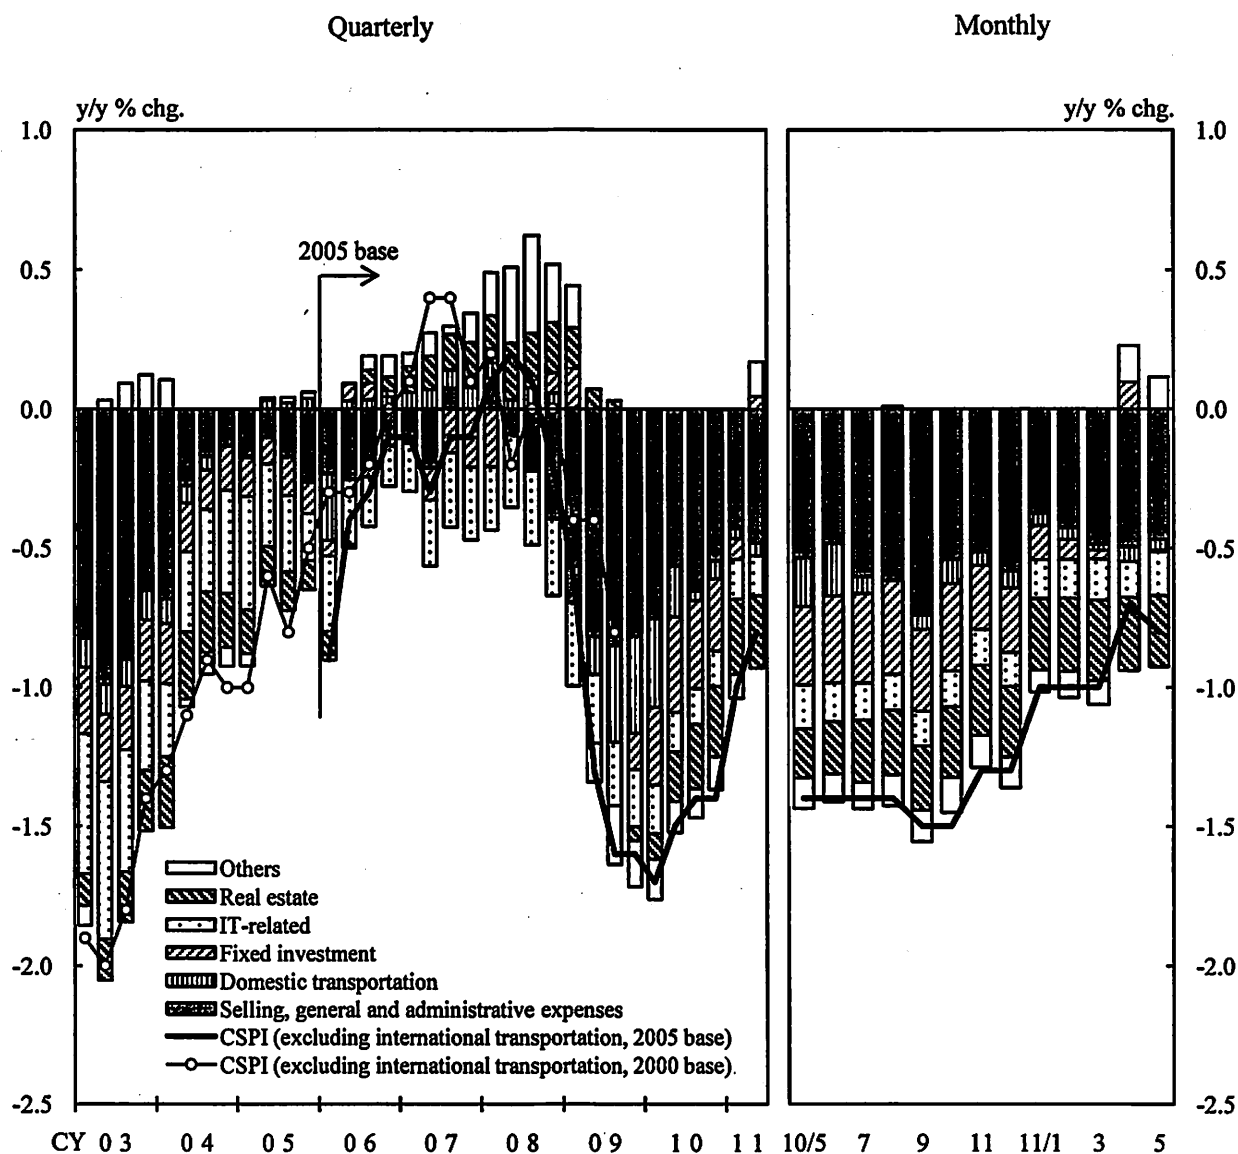 Quarterly
Monthly
y/y % chg.
y/y % chg.
1.0
0.5
0.0
-0.5
-1.0
-1.5
-2.0
-2.5
1.0
0.5
0.0
-0.5
-1.0
-1.5
-2.0
-2.5
2005 base
Others
Real estate
IT-related
Fixed investment
Domestic transportation
Selling, general and administrative expenses
CSPI (excluding international transportation, 2005 base)
CSPI (excluding international transportation, 2000 base).
CY 03 04 05 06 07 08 09 10 11
10/5 7 9 11 11/1 3 5